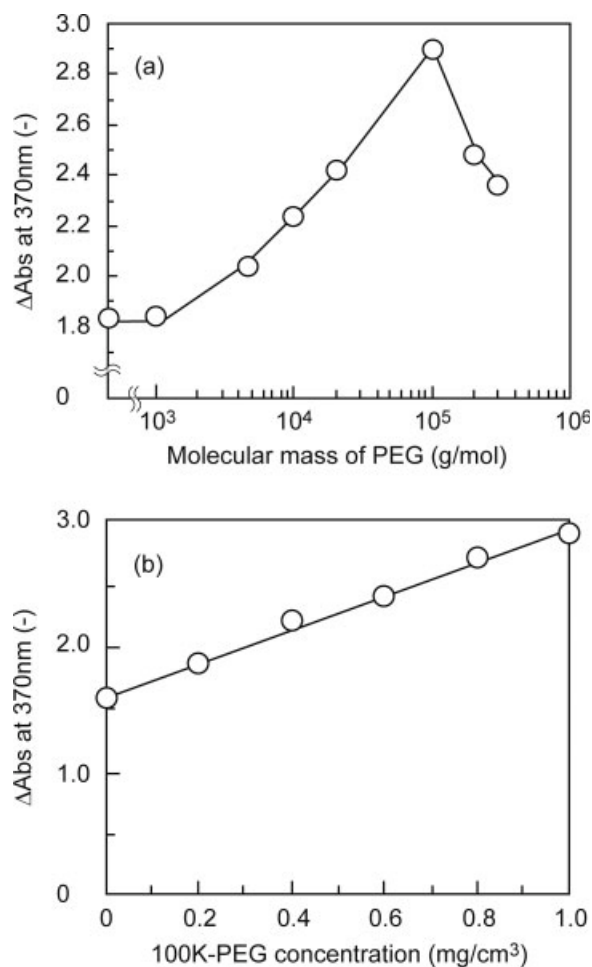 (a)
ΔAbs at 370nm (-)
3.0
2.8
2.6
2.4
2.2
2.0
1.8
0
10³ 10⁴ 10⁵ 10⁶
Molecular mass of PEG (g/mol)
(b)
ΔAbs at 370nm (-)
3.0
2.0
1.0
0
0 0.2 0.4 0.6 0.8 1.0
100K-PEG concentration (mg/cm³)